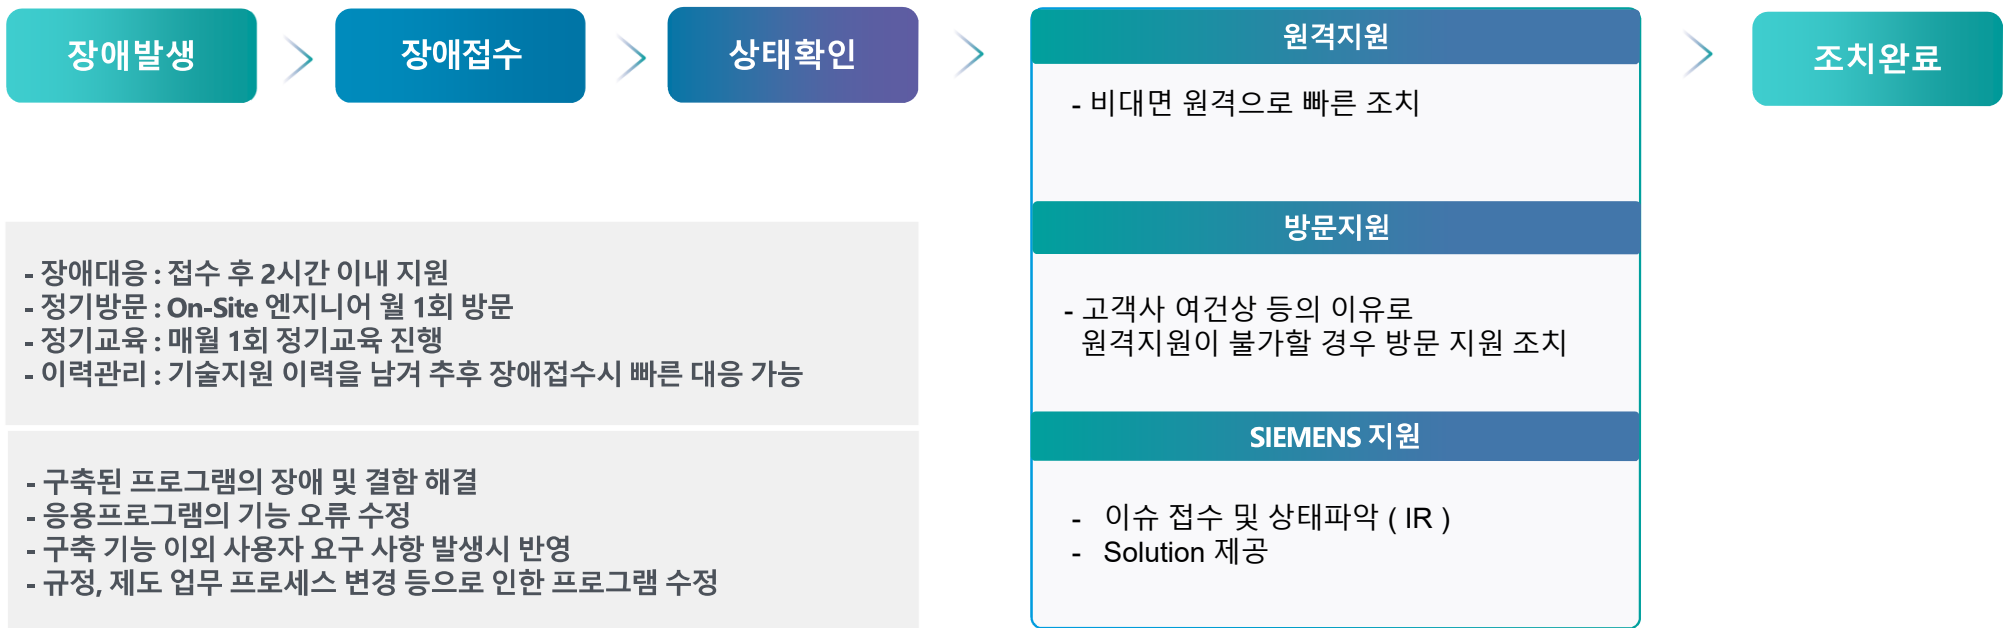 장애발생
장애접수
상태확인
원격지원
- 비대면 원격으로 빠른 조치
방문지원
- 고객사 여건상 등의 이유로
원격지원이 불가할 경우 방문 지원 조치
SIEMENS 지원
- 이슈 접수 및 상태파악 ( IR )
- Solution 제공
조치완료
- 장애대응 : 접수 후 2시간 이내 지원
- 정기방문 : On-Site 엔지니어 월 1회 방문
- 정기교육 : 매월 1회 정기교육 진행
- 이력관리 : 기술지원 이력을 남겨 추후 장애접수시 빠른 대응 가능
- 구축된 프로그램의 장애 및 결함 해결
- 응용프로그램의 기능 오류 수정
- 구축 기능 이외 사용자 요구 사항 발생시 반영
- 규정, 제도 업무 프로세스 변경 등으로 인한 프로그램 수정